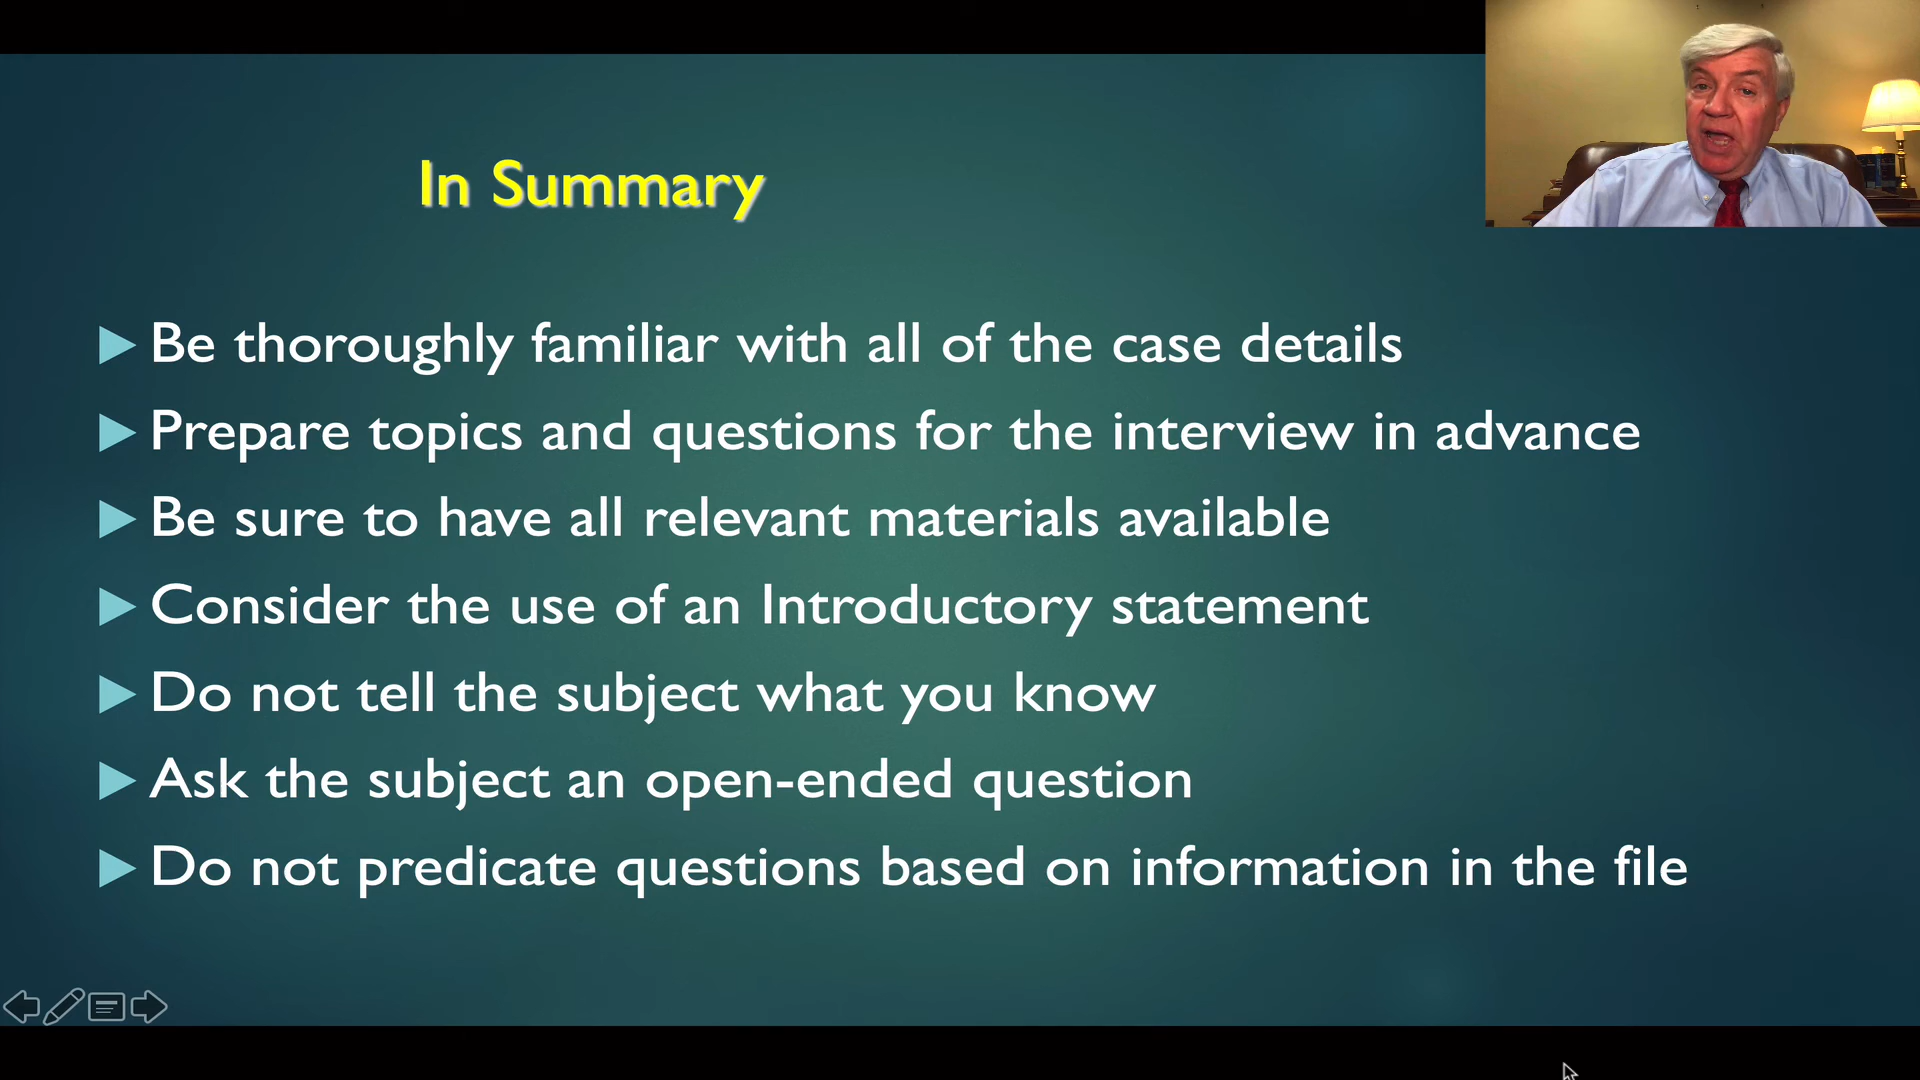 In Summary
Be thoroughly familiar with all of the case details
Prepare topics and questions for the interview in advance
Be sure to have all relevant materials available
Consider the use of an Introductory statement
Do not tell the subject what you know
Ask the subject an open-ended question
Do not predicate questions based on information in the file